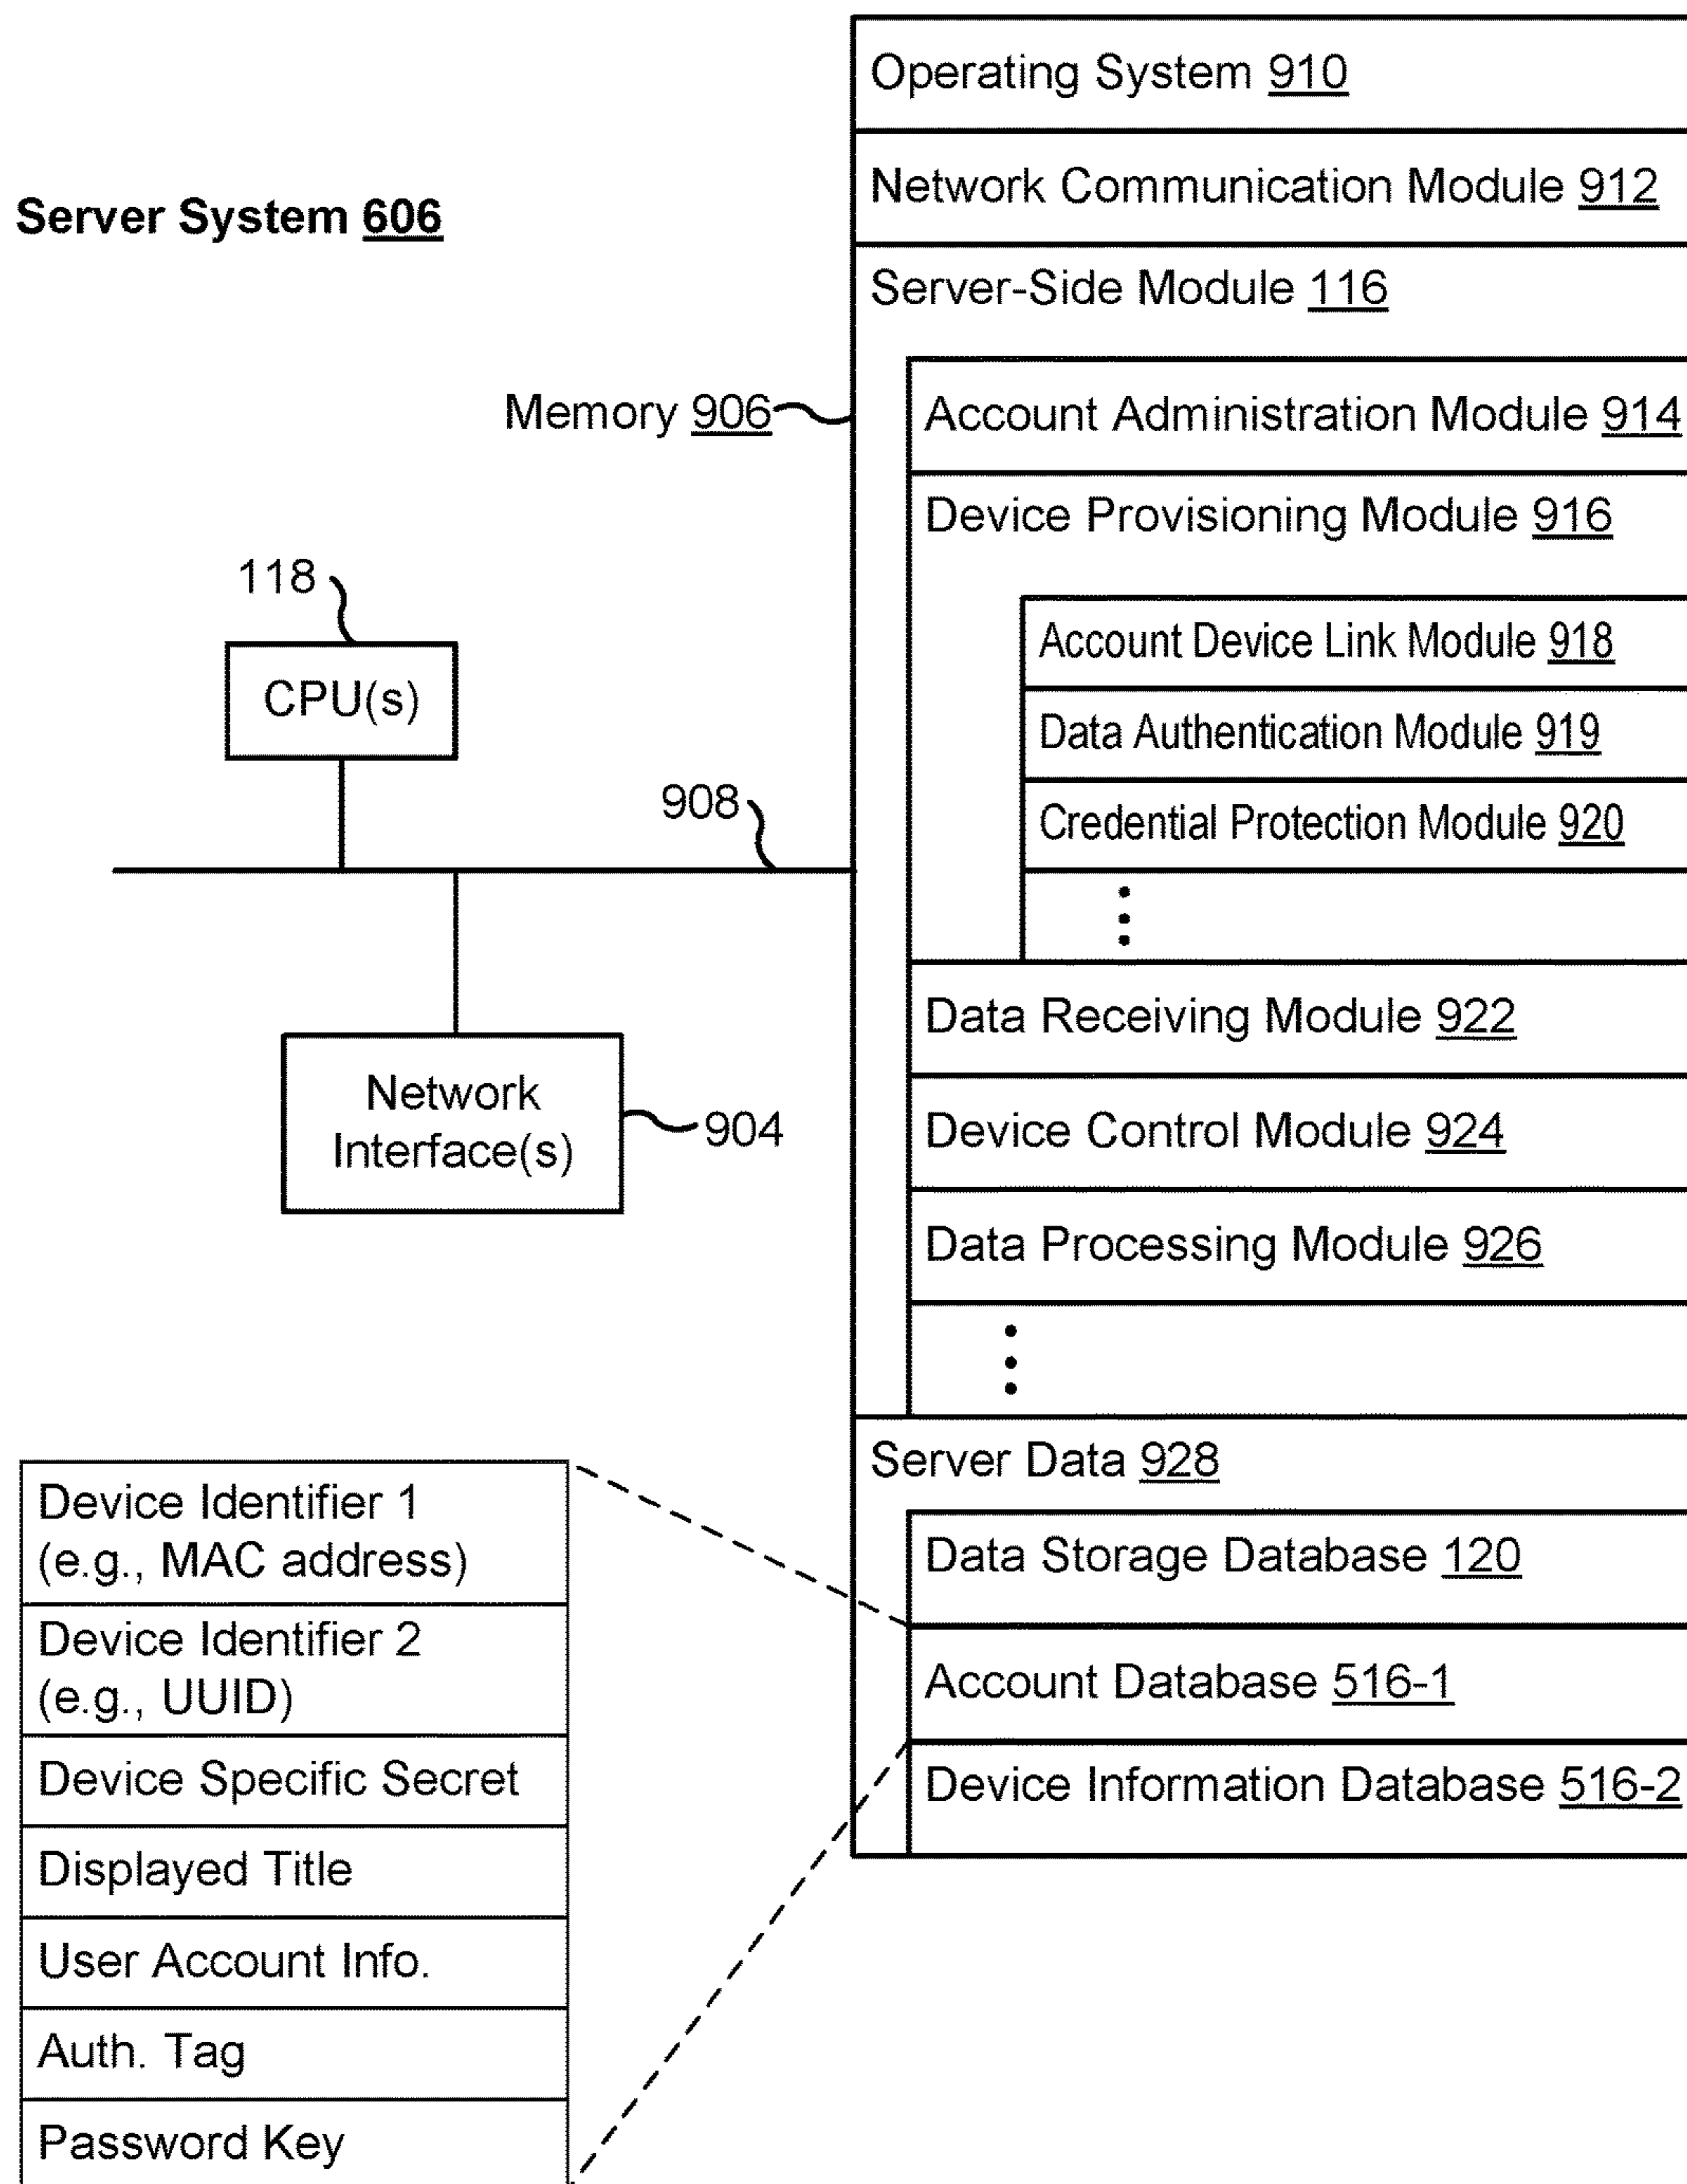 Server System 606
Operating System 910
Network Communication Module 912
Server-Side Module 116
Memory 906
Account Administration Module 914
Device Provisioning Module 916
Account Device Link Module 918
Data Authentication Module 919
Credential Protection Module 920
118
CPU(s)
908
Network
Interface(s)
904
Data Receiving Module 922
Device Control Module 924
Data Processing Module 926
Server Data 928
Data Storage Database 120
Account Database 516-1
Device Information Database 516-2
Device Identifier 1
(e.g., MAC address)
Device Identifier 2
(e.g., UUID)
Device Specific Secret
Displayed Title
User Account Info.
Auth. Tag
Password Key